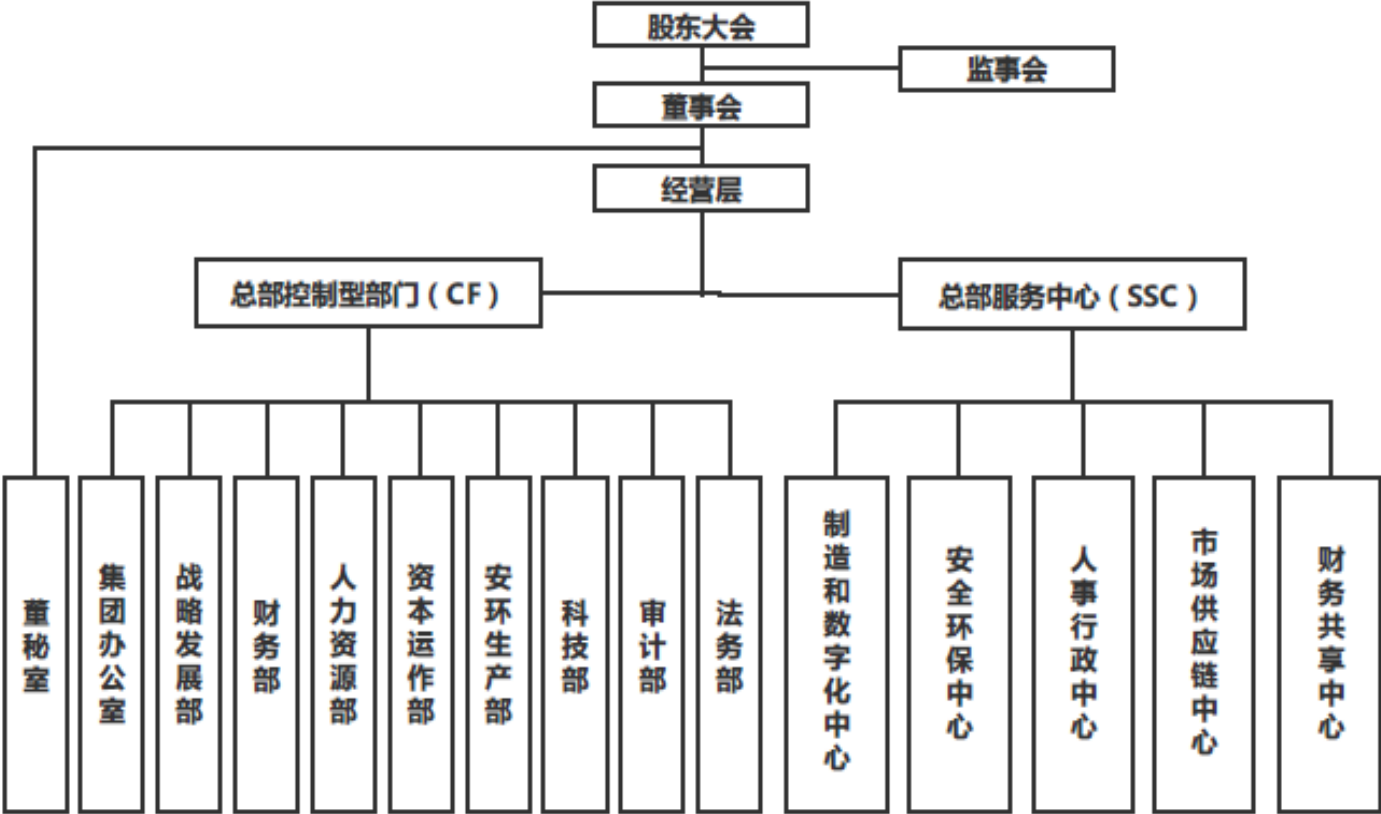 股东大会
监事会
董事会
经营层
总部控制型部门（CF）
总部服务中心（SSC）
董秘室
集团办公室
战略发展部
财务部
人力资源部
资本运作部
安环生产部
科技部
审计部
法务部
制造和数字化中心
安全环保中心
人事行政中心
市场供应链中心
财务共享中心